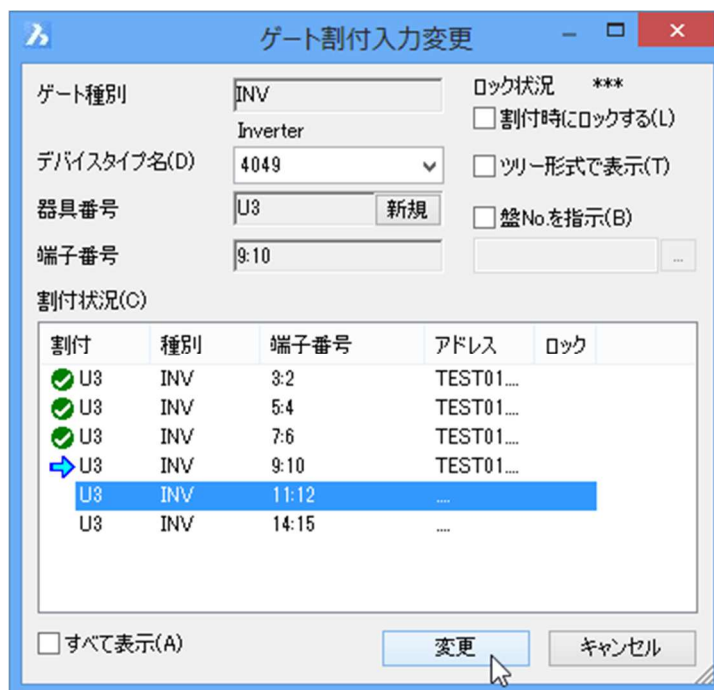 ゲート割付入力変更
ゲート種別 INV ロック状況 ***
Inverter 割付時にロックする(L)
デバイスタイプ名(D) 4049 ツリー形式で表示(T)
器具番号 U3 新規 盤No.を指示(B)
端子番号 9:10 ...
割付状況(C)
割付 種別 端子番号 アドレス ロック
U3 INV 3:2 TEST01....
U3 INV 5:4 TEST01....
U3 INV 7:6 TEST01....
U3 INV 9:10 TEST01....
U3 INV 11:12 ....
U3 INV 14:15 ....
すべて表示(A) 変更 キャンセル